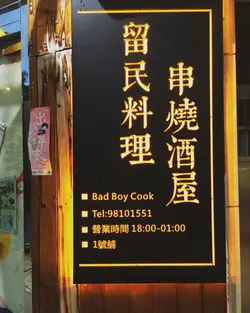 串燒酒屋
留民料理
■ Bad Boy Cook
■ Tel:98101551
■ 營業時間 18:00-01:00
■ 1號舖